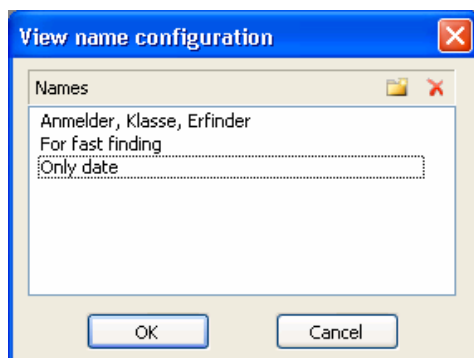 View name configuration
Names
Anmelder, Klasse, Erfinder
For fast finding
Only date
OK
Cancel